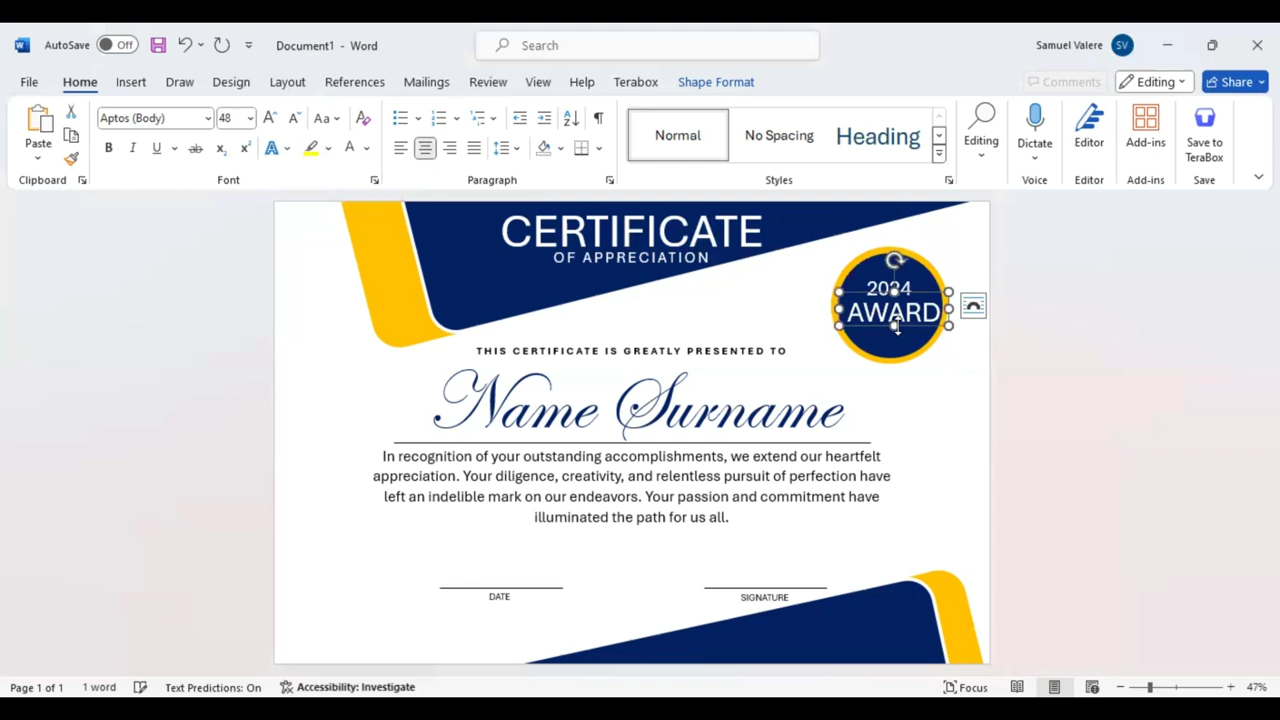 AutoSave Off Document1 - Word Search Samuel Valere SV
File Home Insert Draw Design Layout References Mailings Review View Help Terabox Shape Format Comments Editing Share
Paste Aptos (Body) 48 Normal No Spacing Heading Editing Dictate Editor Add-ins Save to TeraBox
Clipboard Font Paragraph Styles Voice Editor Add-ins Save
CERTIFICATE
OF APPRECIATION
2024
AWARD
THIS CERTIFICATE IS GREATLY PRESENTED TO
Name Surname
In recognition of your outstanding accomplishments, we extend our heartfelt
appreciation. Your diligence, creativity, and relentless pursuit of perfection have
left an indelible mark on our endeavors. Your passion and commitment have
illuminated the path for us all.
DATE SIGNATURE
Page 1 of 1 1 word Text Predictions: On Accessibility: Investigate Focus 47%